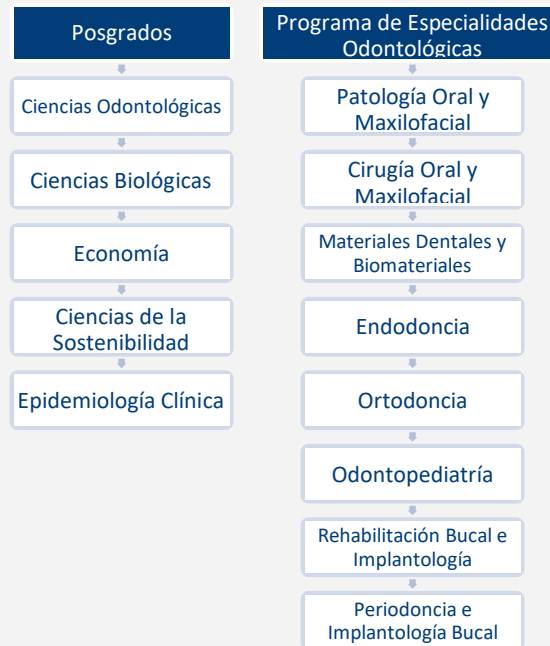 Posgrados
Ciencias Odontológicas
Ciencias Biológicas
Economía
Ciencias de la
Sostenibilidad
Epidemiología Clínica
Programa de Especialidades
Odontológicas
Patología Oral y
Maxilofacial
Cirugía Oral y
Maxilofacial
Materiales Dentales y
Biomateriales
Endodoncia
Ortodoncia
Odontopediatría
Rehabilitación Bucal e
Implantología
Periodoncia e
Implantología Bucal